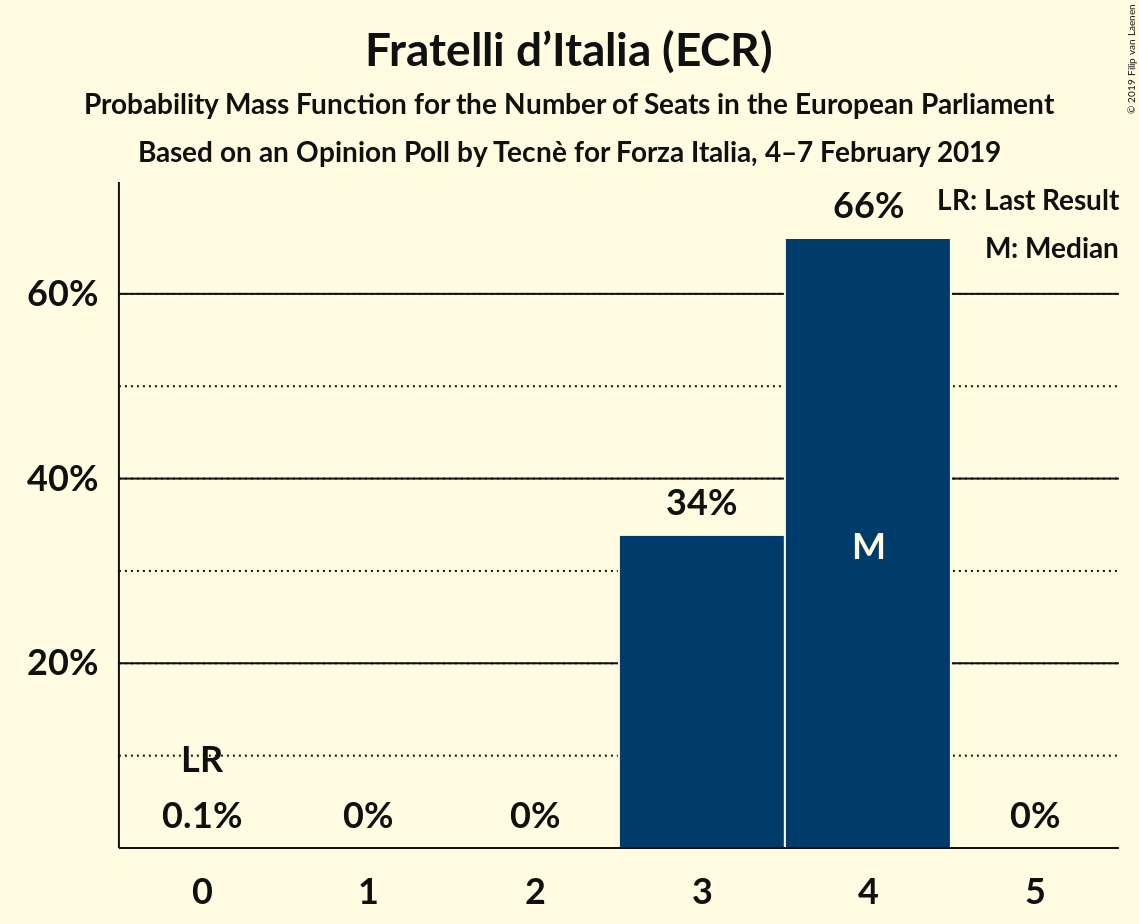 Fratelli d’Italia (ECR)
Probability Mass Function for the Number of Seats in the European Parliament
Based on an Opinion Poll by Tecnè for Forza Italia, 4–7 February 2019
© 2019 Filip van Laenen
LR: Last Result
M: Median
66%
60%
40%
34%
M
20%
LR
0.1%
0%
0%
0%
0
1
2
3
4
5